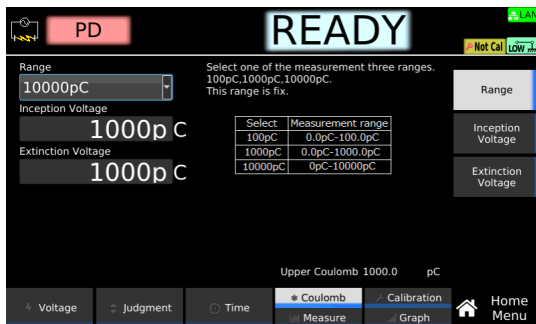 PD
READY
LAN
Not Cal
LOW
Range
10000pC
Inception Voltage
1000p C
Extinction Voltage
1000p C
Select one of the measurement three ranges.
100pC,1000pC,10000pC.
This range is fix.
Select Measurement range
100pC 0.0pC-100.0pC
1000pC 0.0pC-1000.0pC
10000pC 0pC-10000pC
Range
Inception
Voltage
Extinction
Voltage
Upper Coulomb 1000.0 pC
Voltage
Judgment
Time
Coulomb
Measure
Calibration
Graph
Home
Menu